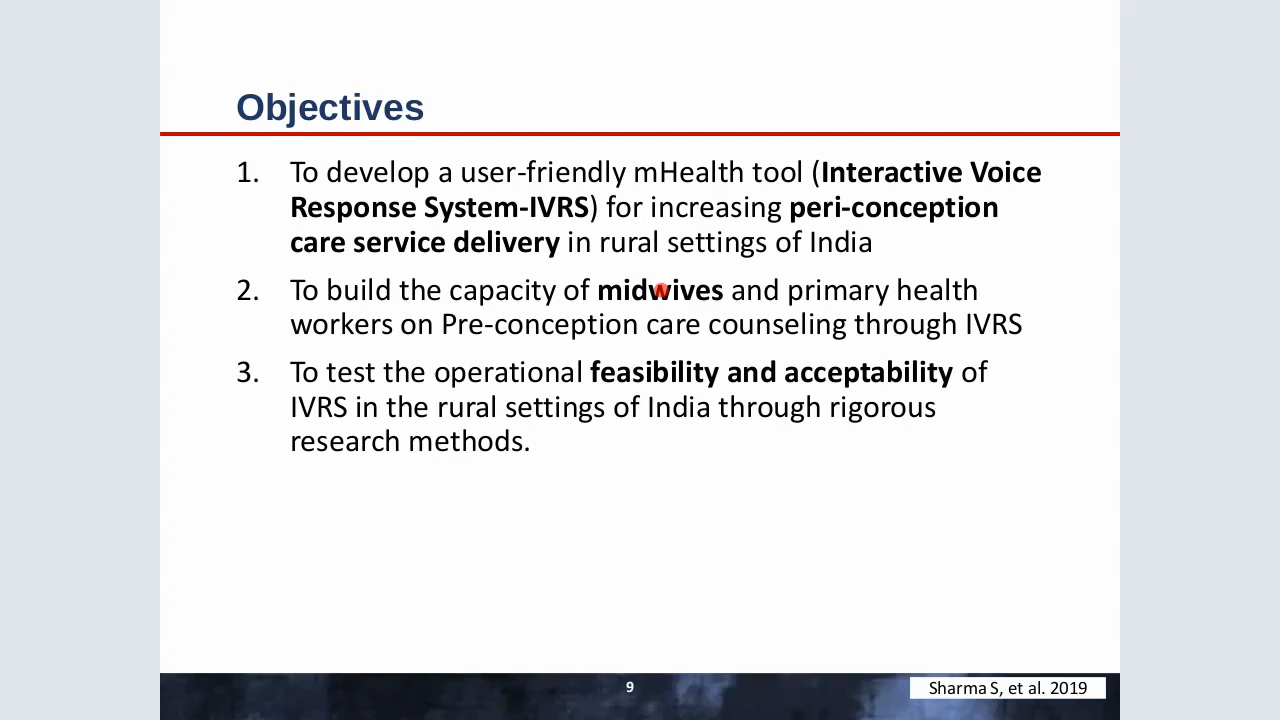 Objectives
1. To develop a user-friendly mHealth tool (Interactive Voice
Response System-IVRS) for increasing peri-conception
care service delivery in rural settings of India
2. To build the capacity of midwives and primary health
workers on Pre-conception care counseling through IVRS
3. To test the operational feasibility and acceptability of
IVRS in the rural settings of India through rigorous
research methods.
9
Sharma S, et al. 2019